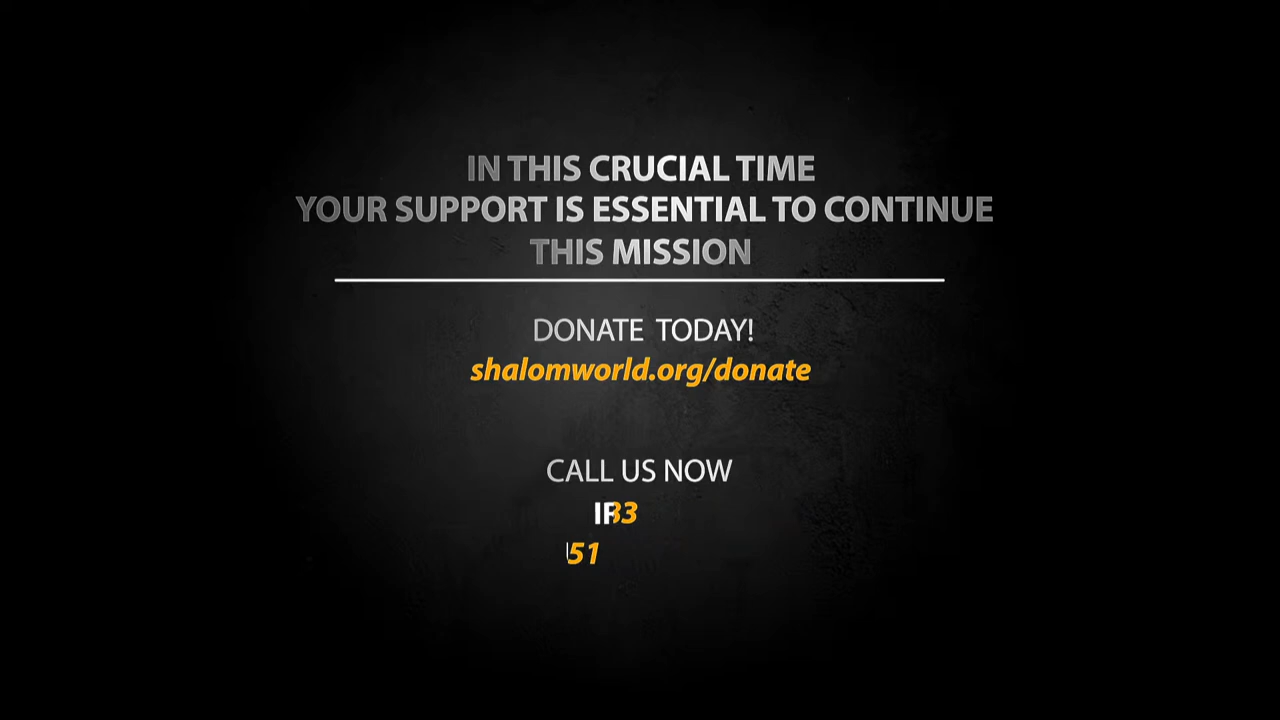 IN THIS CRUCIAL TIME
YOUR SUPPORT IS ESSENTIAL TO CONTINUE
THIS MISSION
DONATE TODAY!
shalomworld.org/donate
CALL US NOW
51